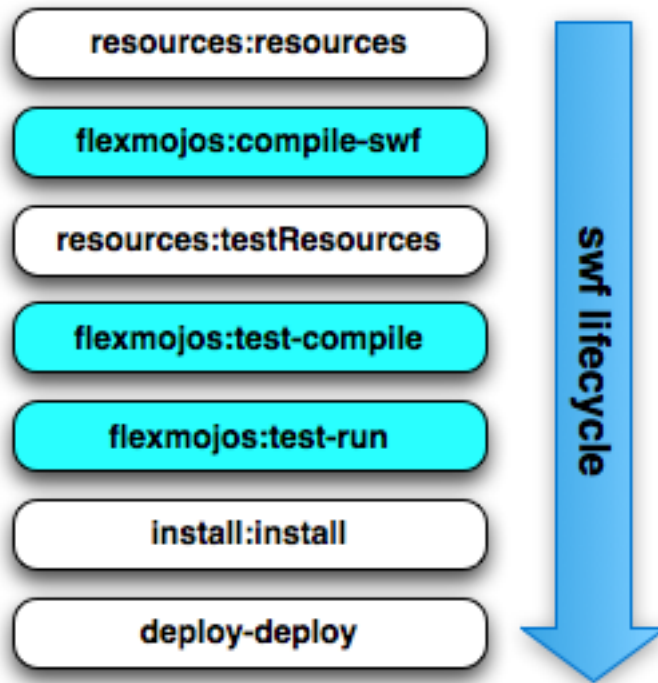 resources:resources
flexmojos:compile-swf
resources:testResources
flexmojos:test-compile
flexmojos:test-run
install:install
deploy-deploy
swf lifecycle